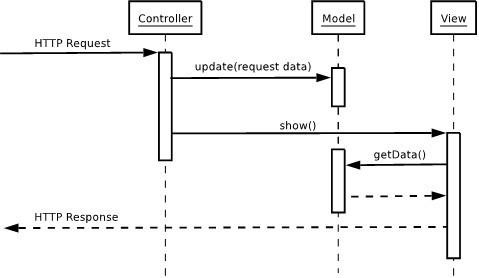 Controller
Model
View
HTTP Request
update(request data)
show()
getData()
HTTP Response